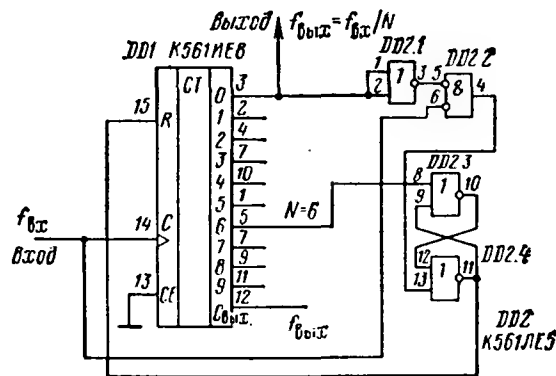 Выход fвых=fвх/N
DD1 К561ИЕ8
DD2.1
DD2.2
СТ
15 R
14 C
13 CE
fвх
вход
0 3
1 2
2 4
3 7
4 10
5 1
6 5
7 7
8 9
9 11
Cвых. 12
fвых
N=6
1
2
1
3
5
6
8
4
DD2.3
8
9
1
10
DD2.4
12
13
1
11
DD2
К561ЛЕ5